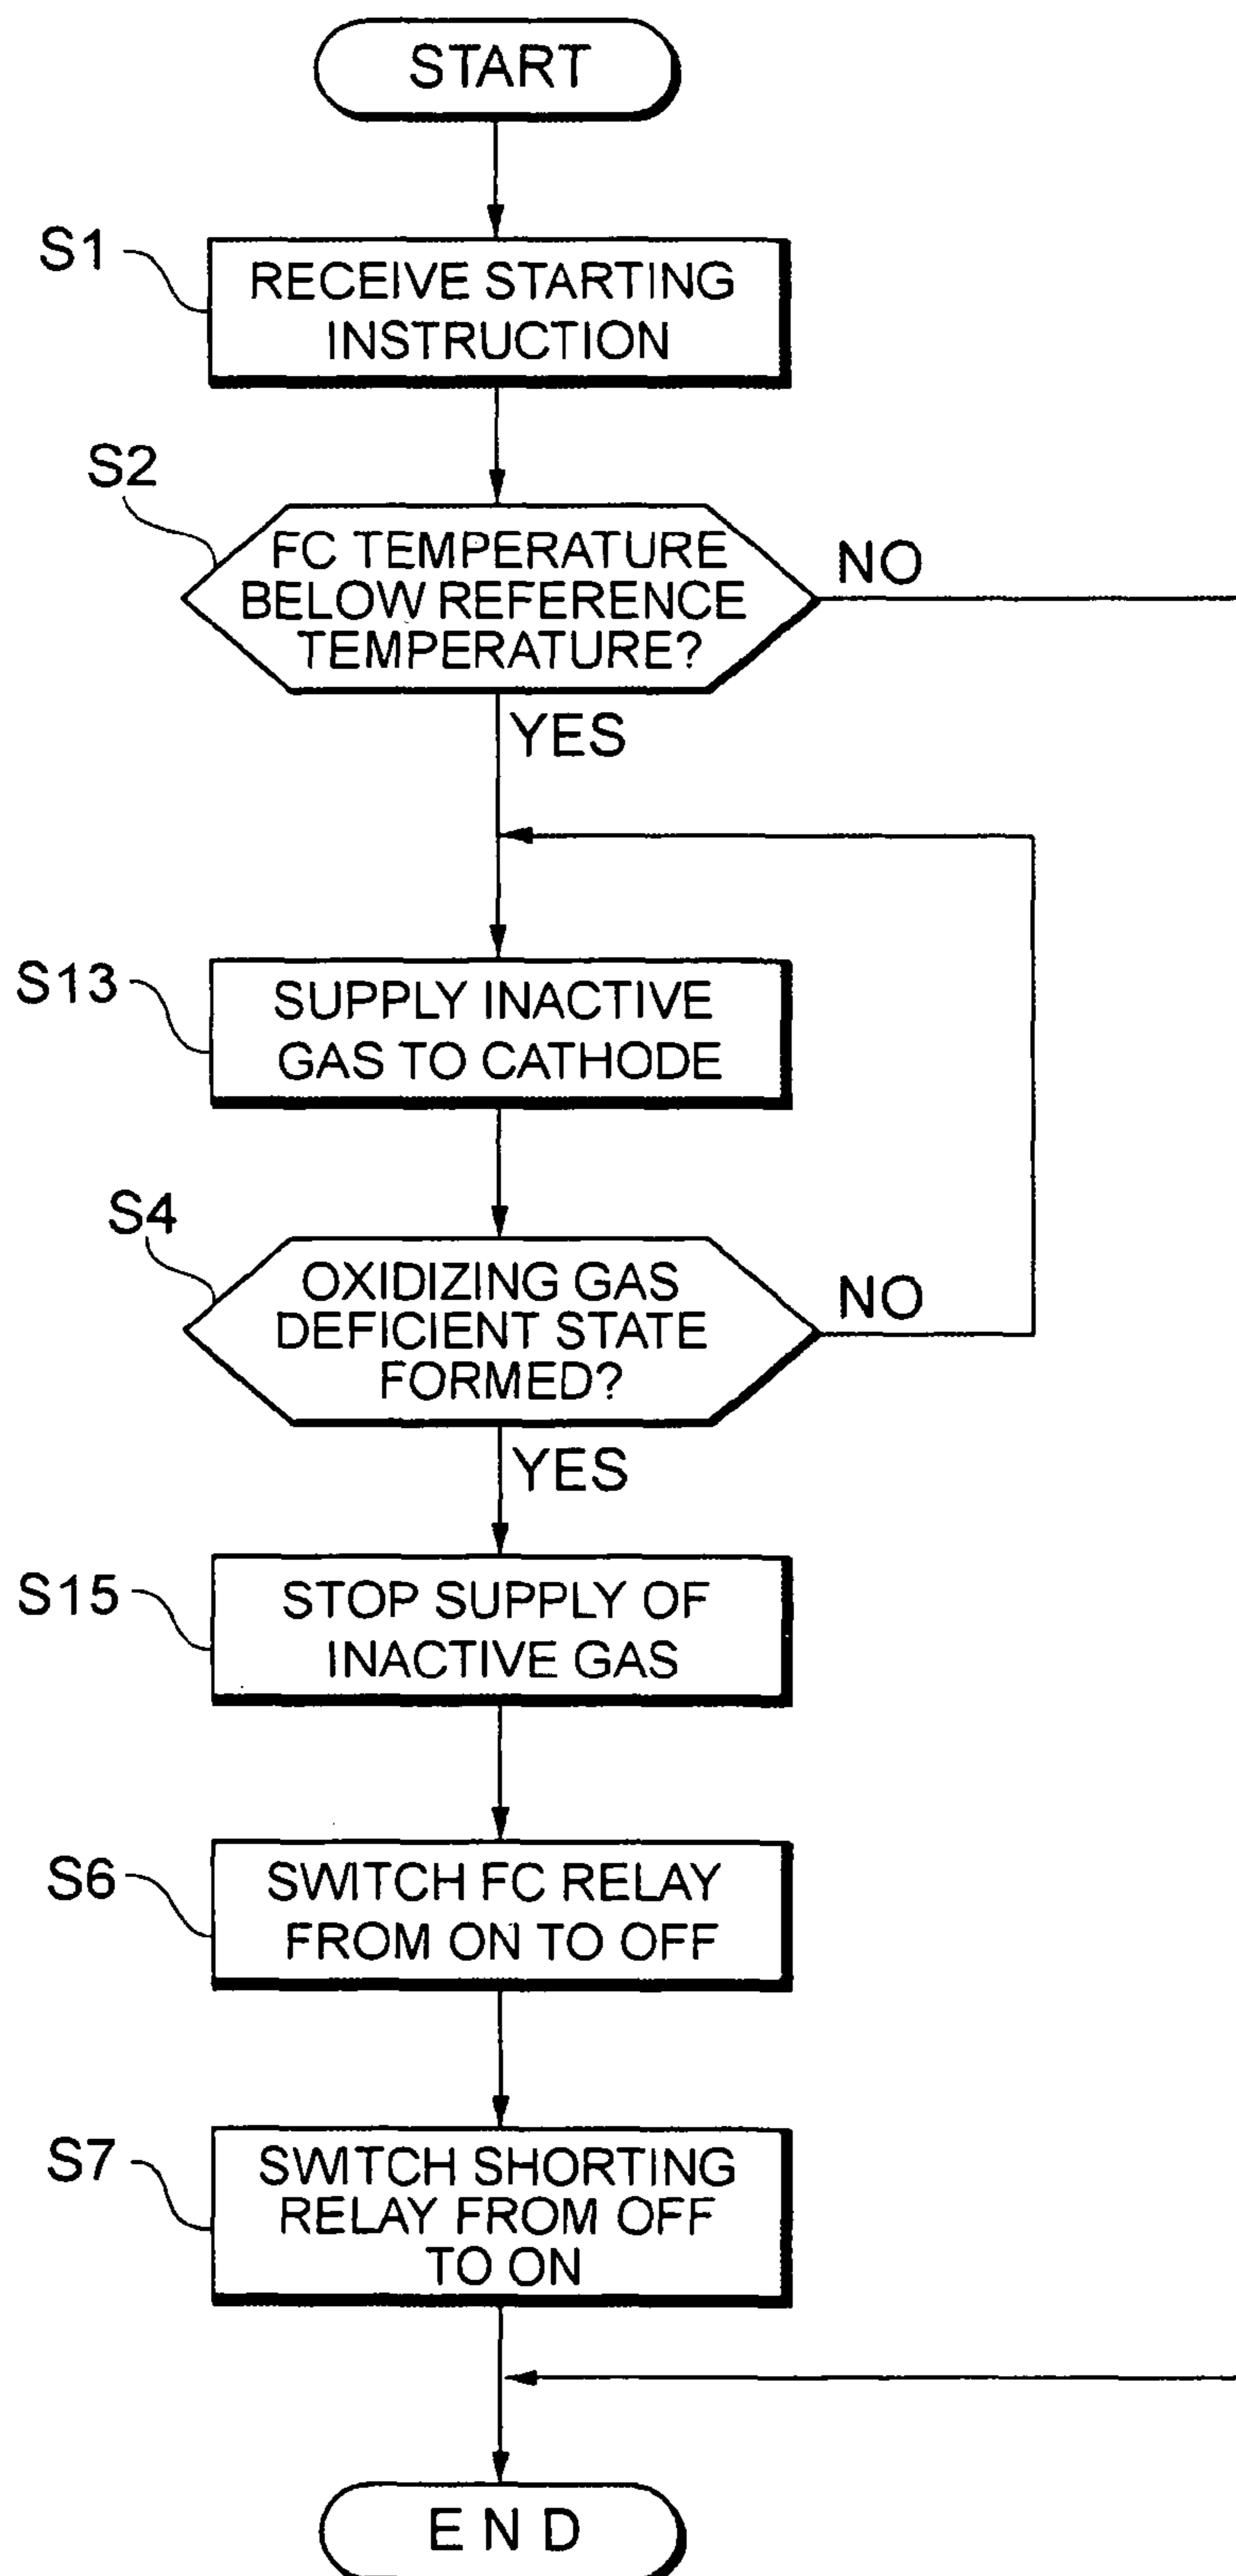 START
S1
RECEIVE STARTING
INSTRUCTION
S2
FC TEMPERATURE
BELOW REFERENCE
TEMPERATURE?
NO
YES
S13
SUPPLY INACTIVE
GAS TO CATHODE
S4
OXIDIZING GAS
DEFICIENT STATE
FORMED?
NO
YES
S15
STOP SUPPLY OF
INACTIVE GAS
S6
SWITCH FC RELAY
FROM ON TO OFF
S7
SWITCH SHORTING
RELAY FROM OFF
TO ON
END